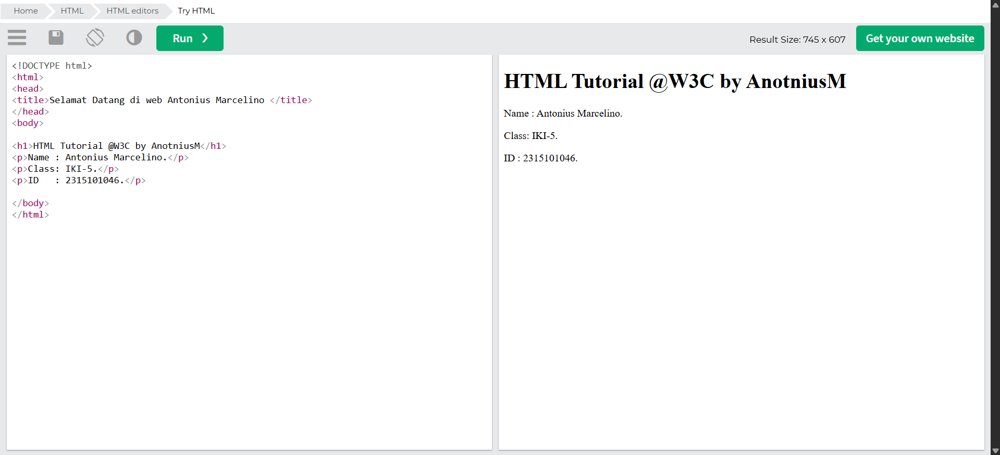 Home HTML HTML editors Try HTML
Run ❯ Result Size: 745 x 607 Get your own website
<!DOCTYPE html>
<html>
<head>
<title>Selamat Datang di web Antonius Marcelino </title>
</head>
<body>
<h1>HTML Tutorial @W3C by AnotniusM</h1>
<p>Name : Antonius Marcelino.</p>
<p>Class: IKI-5.</p>
<p>ID   : 2315101046.</p>
</body>
</html>
HTML Tutorial @W3C by AnotniusM
Name : Antonius Marcelino.
Class: IKI-5.
ID : 2315101046.